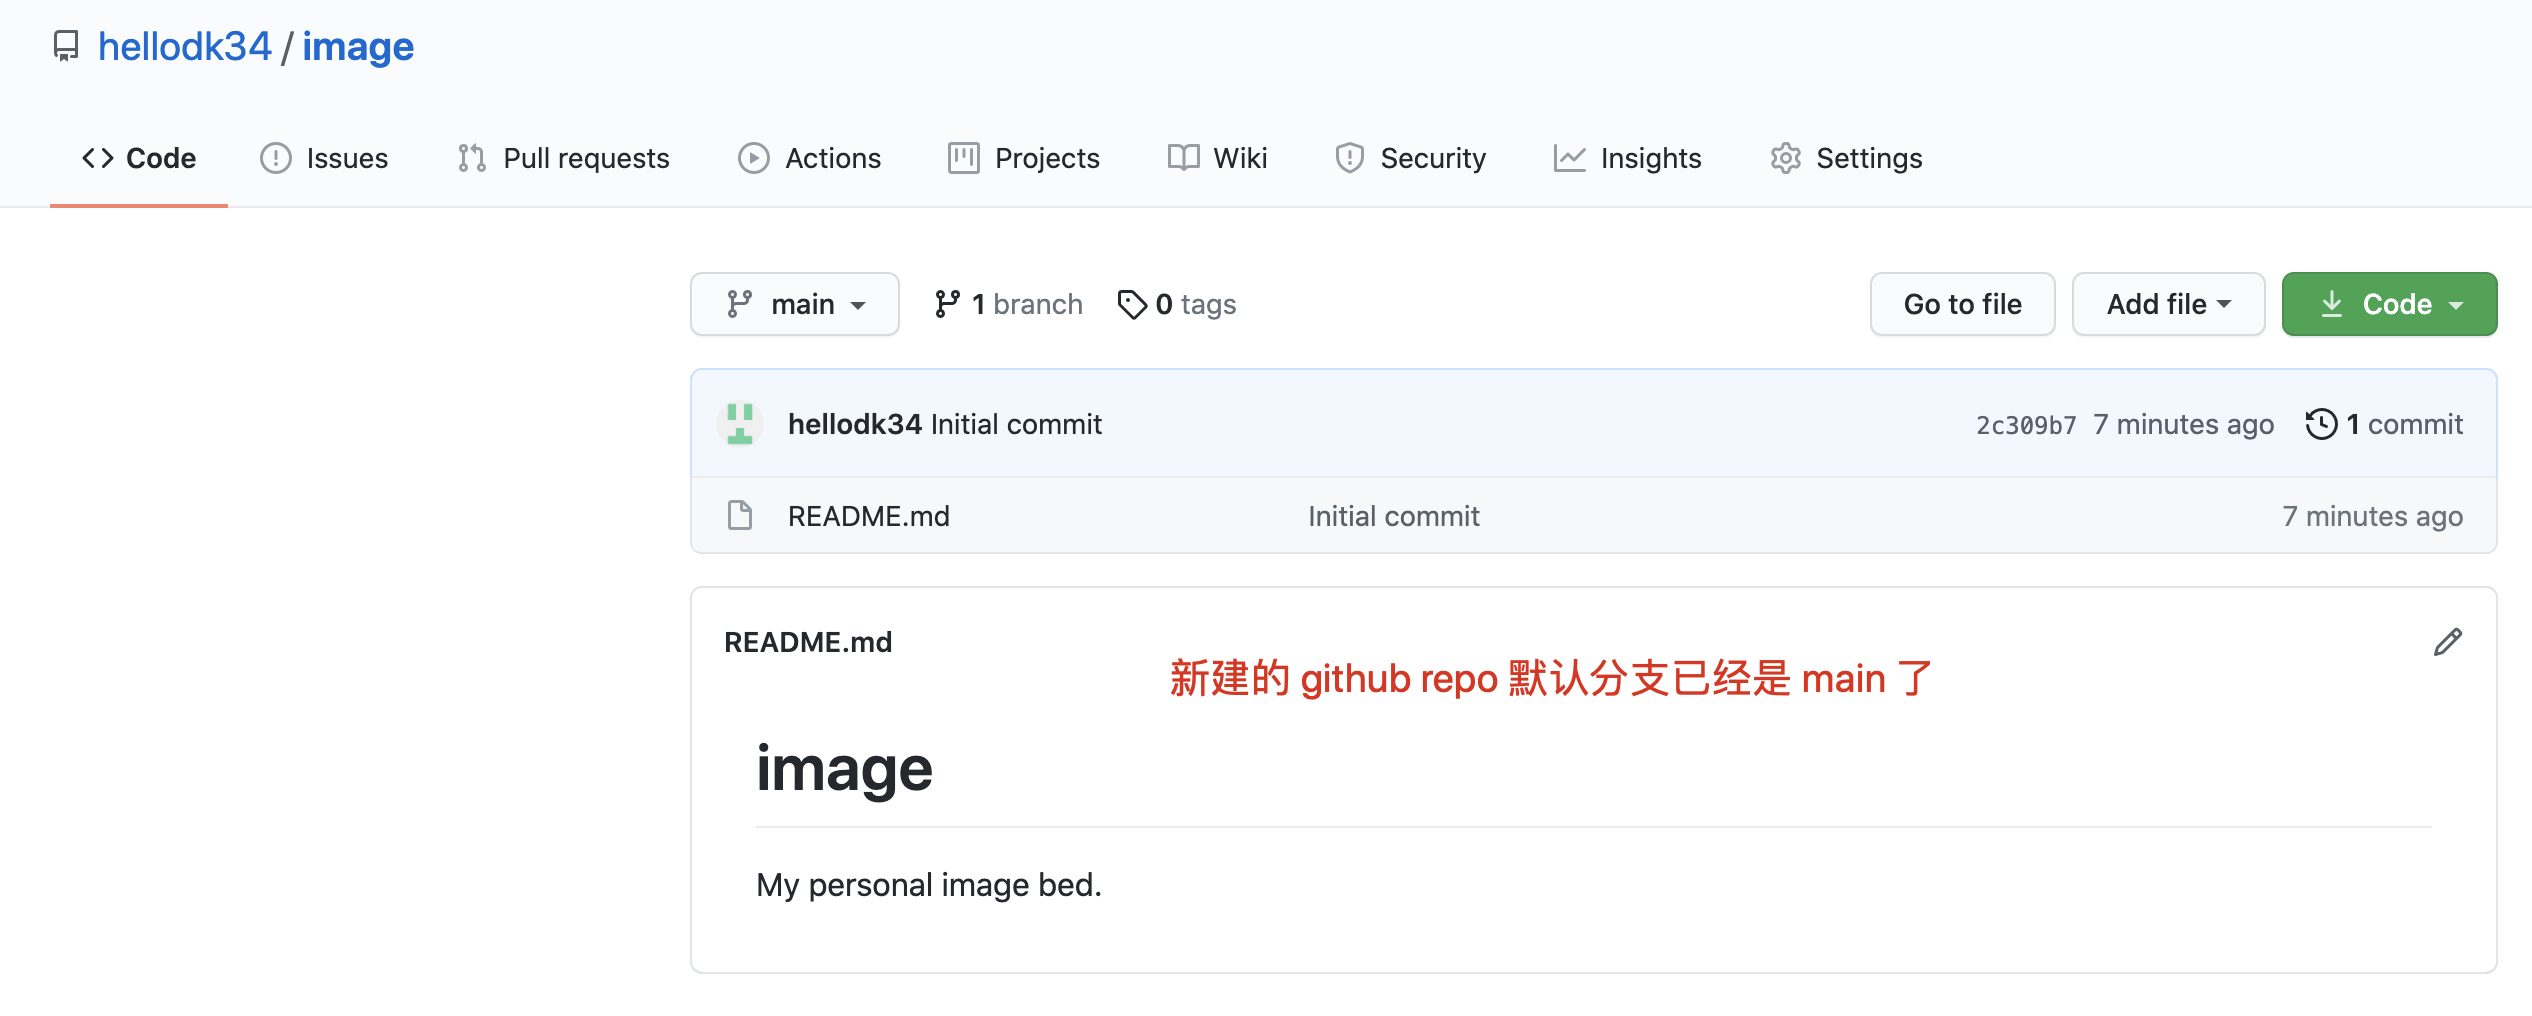 hellodk34 / image
Code Issues Pull requests Actions Projects Wiki Security Insights Settings
main 1 branch 0 tags Go to file Add file Code
hellodk34 Initial commit 2c309b7 7 minutes ago 1 commit
README.md Initial commit 7 minutes ago
README.md
新建的 github repo 默认分支已经是 main 了
image
My personal image bed.